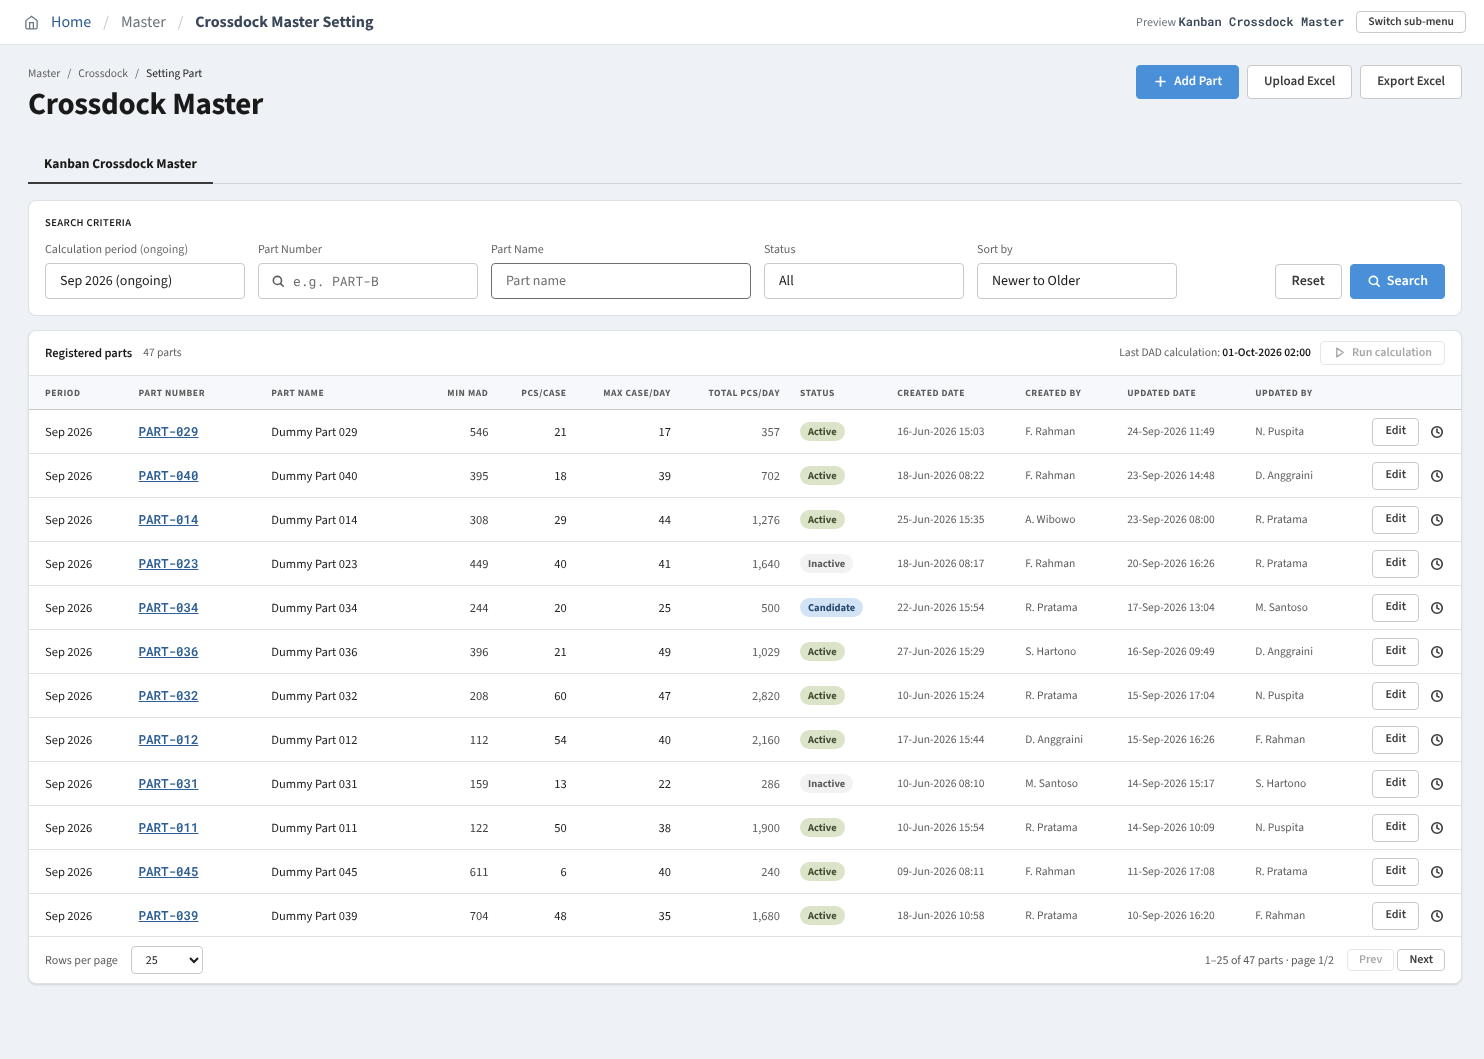 Home / Master / Crossdock Master Setting
Preview Kanban Crossdock Master Switch sub-menu
Master / Crossdock / Setting Part
Crossdock Master
Add Part Upload Excel Export Excel
Kanban Crossdock Master
SEARCH CRITERIA
Calculation period (ongoing) Part Number Part Name Status Sort by
Sep 2026 (ongoing) e.g. PART-B Part name All Newer to Older Reset Search
Registered parts 47 parts Last DAD calculation: 01-Oct-2026 02:00 Run calculation
PERIOD PART NUMBER PART NAME MIN MAD PCS/CASE MAX CASE/DAY TOTAL PCS/DAY STATUS CREATED DATE CREATED BY UPDATED DATE UPDATED BY
Sep 2026 PART-029 Dummy Part 029 546 21 17 357 Active 16-Jun-2026 15:03 F. Rahman 24-Sep-2026 11:49 N. Puspita Edit
Sep 2026 PART-040 Dummy Part 040 395 18 39 702 Active 18-Jun-2026 08:22 F. Rahman 23-Sep-2026 14:48 D. Anggraini Edit
Sep 2026 PART-014 Dummy Part 014 308 29 44 1,276 Active 25-Jun-2026 15:35 A. Wibowo 23-Sep-2026 08:00 R. Pratama Edit
Sep 2026 PART-023 Dummy Part 023 449 40 41 1,640 Inactive 18-Jun-2026 08:17 F. Rahman 20-Sep-2026 16:26 R. Pratama Edit
Sep 2026 PART-034 Dummy Part 034 244 20 25 500 Candidate 22-Jun-2026 15:54 R. Pratama 17-Sep-2026 13:04 M. Santoso Edit
Sep 2026 PART-036 Dummy Part 036 396 21 49 1,029 Active 27-Jun-2026 15:29 S. Hartono 16-Sep-2026 09:49 D. Anggraini Edit
Sep 2026 PART-032 Dummy Part 032 208 60 47 2,820 Active 10-Jun-2026 15:24 R. Pratama 15-Sep-2026 17:04 N. Puspita Edit
Sep 2026 PART-012 Dummy Part 012 112 54 40 2,160 Active 17-Jun-2026 15:44 D. Anggraini 15-Sep-2026 16:26 F. Rahman Edit
Sep 2026 PART-031 Dummy Part 031 159 13 22 286 Inactive 10-Jun-2026 08:10 M. Santoso 14-Sep-2026 15:17 S. Hartono Edit
Sep 2026 PART-011 Dummy Part 011 122 50 38 1,900 Active 10-Jun-2026 15:54 R. Pratama 14-Sep-2026 10:09 N. Puspita Edit
Sep 2026 PART-045 Dummy Part 045 611 6 40 240 Active 09-Jun-2026 08:11 F. Rahman 11-Sep-2026 17:08 R. Pratama Edit
Sep 2026 PART-039 Dummy Part 039 704 48 35 1,680 Active 18-Jun-2026 10:58 R. Pratama 10-Sep-2026 16:20 F. Rahman Edit
Rows per page 25 1–25 of 47 parts · page 1/2 Prev Next